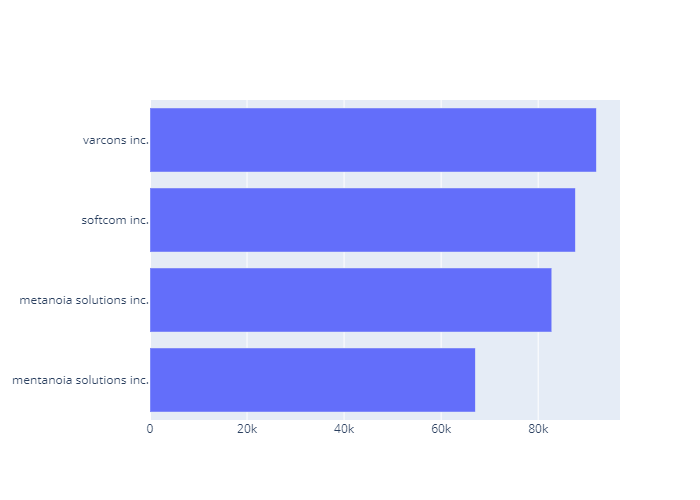 varcons inc.
softcom inc.
metanoia solutions inc.
mentanoia solutions inc.
0 20k 40k 60k 80k